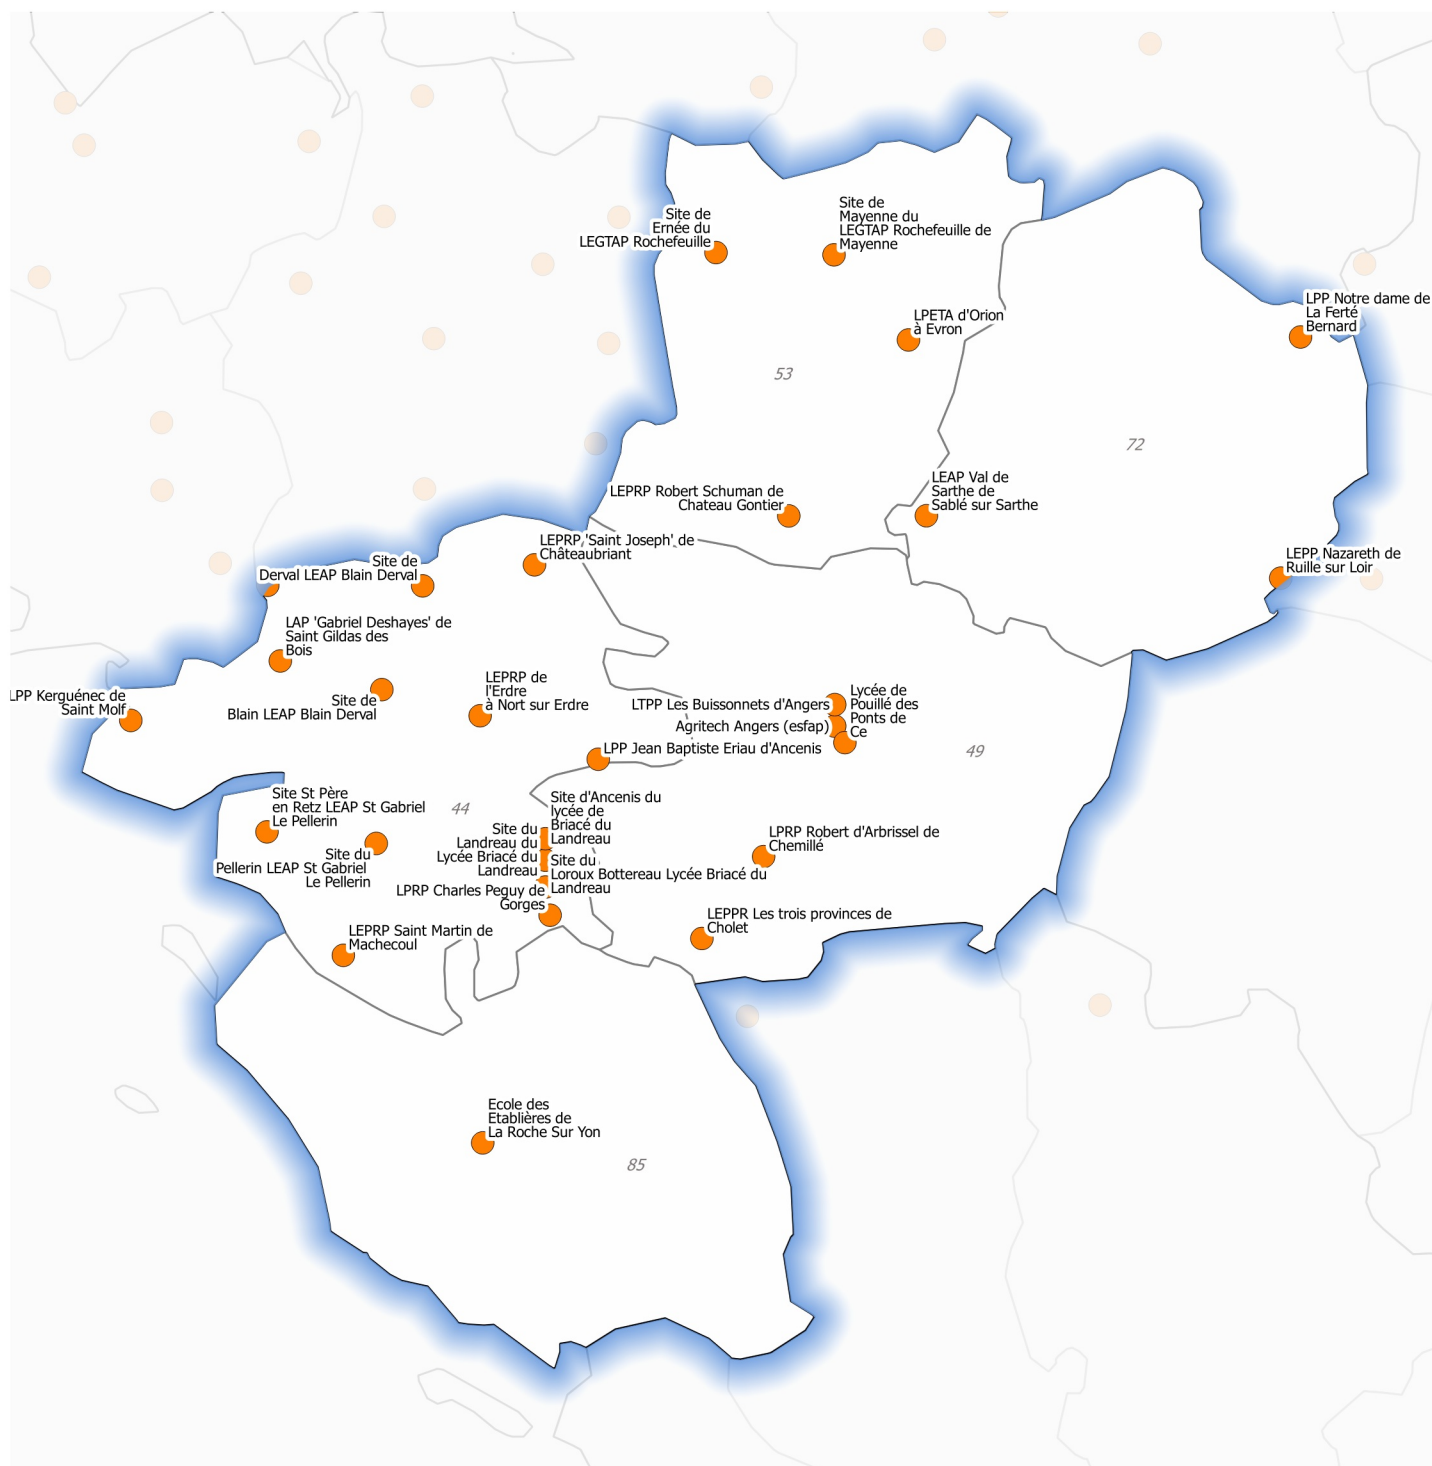 Site de
Ernée du
LEGTAP Rochefeuille
Site de
Mayenne du
LEGTAP Rochefeuille de
Mayenne
LPP Notre dame de
La Ferté
Bernard
LPETA d'Orion
à Evron
53
72
LEPRP Robert Schuman de
Chateau Gontier
LEAP Val de
Sarthe de
Sablé sur Sarthe
LEPRP 'Saint Joseph' de
Châteaubriant
LEPP Nazareth de
Ruille sur Loir
Site de
Derval LEAP Blain Derval
LAP 'Gabriel Deshayes' de
Saint Gildas des
Bois
LPP Kerguénec de
Saint Molf
Site de
Blain LEAP Blain Derval
LEPRP de
l'Erdre
à Nort sur Erdre
LTPP Les Buissonnets d'Angers
Agritech Angers (esfap)
Lycée de
Pouillé des
Ponts de
Ce
LPP Jean Baptiste Eriau d'Ancenis
49
Site St Père
en Retz LEAP St Gabriel
Le Pellerin
44
Site d'Ancenis du
lycée de
Briacé du
Landreau
Site du
Landreau du
Lycée Briacé du
Landreau
Site du
Pellerin LEAP St Gabriel
Le Pellerin
Site du
Loroux Bottereau Lycée Briacé du
Landreau
LPRP Robert d'Arbrissel de
Chemillé
LPRP Charles Peguy de
Gorges
LEPPR Les trois provinces de
Cholet
LEPRP Saint Martin de
Machecoul
Ecole des
Etablières de
La Roche Sur Yon
85